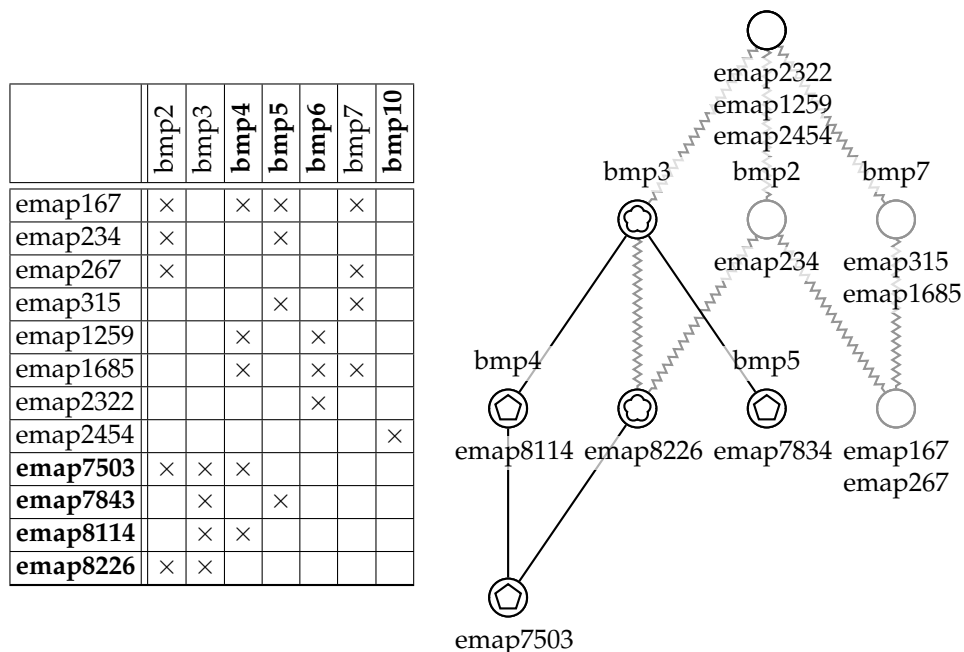 bmp2 bmp3 bmp4 bmp5 bmp6 bmp7 bmp10
emap167 × × × ×
emap234 × ×
emap267 × ×
emap315 × ×
emap1259 × ×
emap1685 × × ×
emap2322 ×
emap2454 ×
emap7503 × × ×
emap7843 × ×
emap8114 × ×
emap8226 × ×
emap2322
emap1259
emap2454
bmp3 bmp2 bmp7
emap234 emap315
emap1685
bmp4 bmp5
emap8114 emap8226 emap7834 emap167
emap267
emap7503